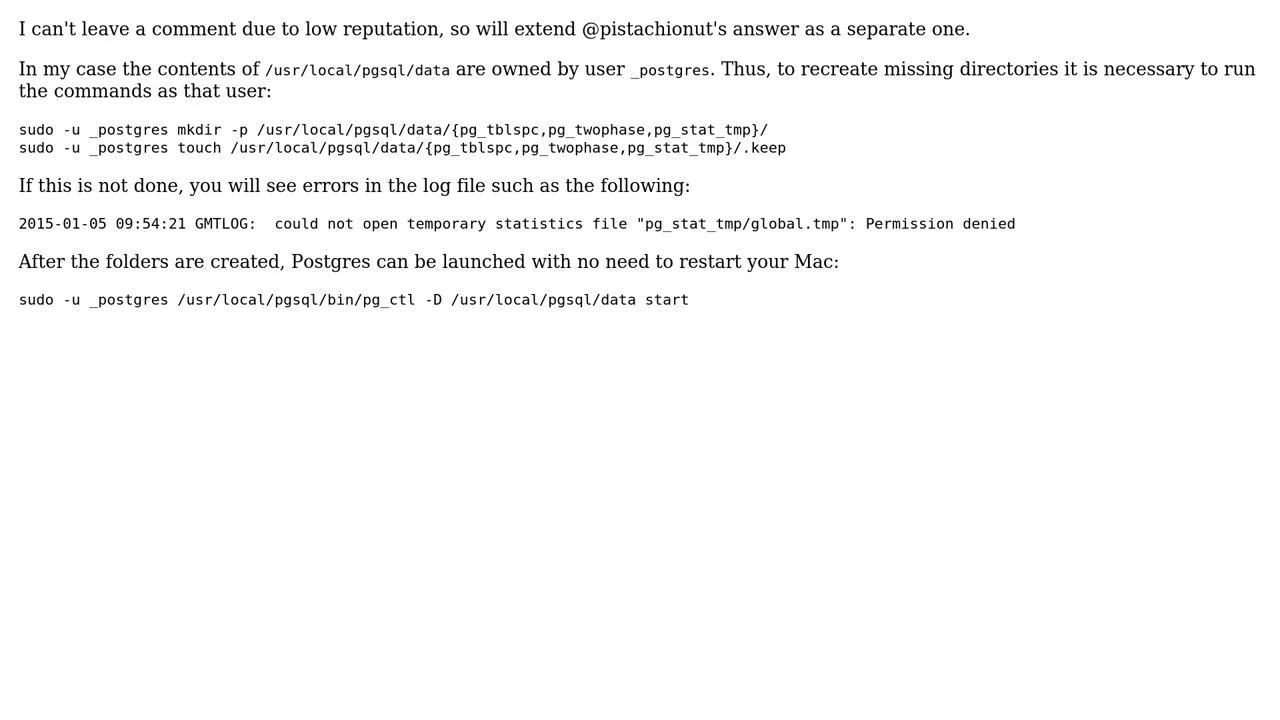 I can't leave a comment due to low reputation, so will extend @pistachionut's answer as a separate one.
In my case the contents of /usr/local/pgsql/data are owned by user _postgres. Thus, to recreate missing directories it is necessary to run
the commands as that user:
sudo -u _postgres mkdir -p /usr/local/pgsql/data/{pg_tblspc,pg_twophase,pg_stat_tmp}/
sudo -u _postgres touch /usr/local/pgsql/data/{pg_tblspc,pg_twophase,pg_stat_tmp}/.keep
If this is not done, you will see errors in the log file such as the following:
2015-01-05 09:54:21 GMTLOG:  could not open temporary statistics file "pg_stat_tmp/global.tmp": Permission denied
After the folders are created, Postgres can be launched with no need to restart your Mac:
sudo -u _postgres /usr/local/pgsql/bin/pg_ctl -D /usr/local/pgsql/data start